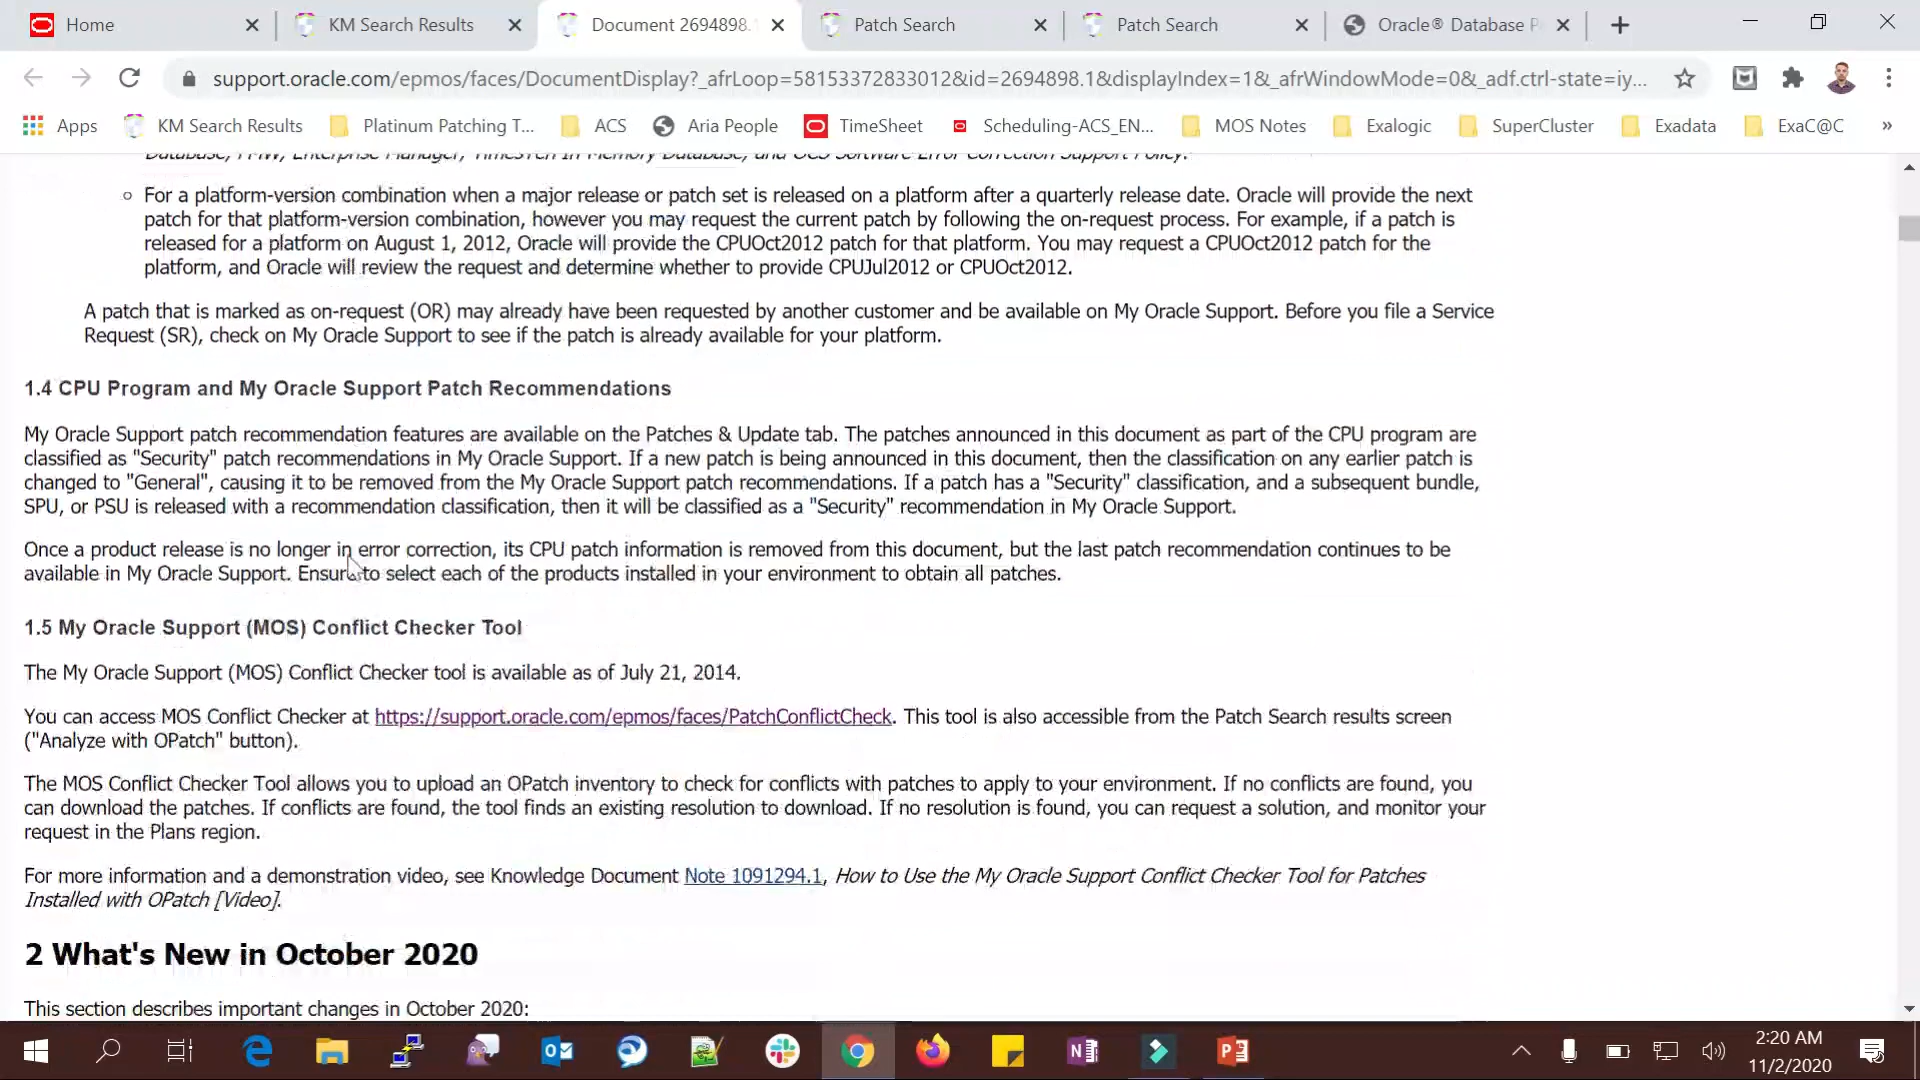 Home
KM Search Results
Document 2694898.
Patch Search
Patch Search
Oracle® Database P
support.oracle.com/epmos/faces/DocumentDisplay?_afrLoop=58153372833012&id=2694898.1&displayIndex=1&_afrWindowMode=0&_adf.ctrl-state=iy...
Apps
KM Search Results
Platinum Patching T...
ACS
Aria People
TimeSheet
Scheduling-ACS_EN...
MOS Notes
Exalogic
SuperCluster
Exadata
ExaC@C
»
Database, FMW, Enterprise Manager, TimesTen In-Memory Database, and OCS Software Error Correction Support Policy.
For a platform-version combination when a major release or patch set is released on a platform after a quarterly release date. Oracle will provide the next
patch for that platform-version combination, however you may request the current patch by following the on-request process. For example, if a patch is
released for a platform on August 1, 2012, Oracle will provide the CPUOct2012 patch for that platform. You may request a CPUOct2012 patch for the
platform, and Oracle will review the request and determine whether to provide CPUJul2012 or CPUOct2012.
A patch that is marked as on-request (OR) may already have been requested by another customer and be available on My Oracle Support. Before you file a Service
Request (SR), check on My Oracle Support to see if the patch is already available for your platform.
1.4 CPU Program and My Oracle Support Patch Recommendations
My Oracle Support patch recommendation features are available on the Patches & Update tab. The patches announced in this document as part of the CPU program are
classified as "Security" patch recommendations in My Oracle Support. If a new patch is being announced in this document, then the classification on any earlier patch is
changed to "General", causing it to be removed from the My Oracle Support patch recommendations. If a patch has a "Security" classification, and a subsequent bundle,
SPU, or PSU is released with a recommendation classification, then it will be classified as a "Security" recommendation in My Oracle Support.
Once a product release is no longer in error correction, its CPU patch information is removed from this document, but the last patch recommendation continues to be
available in My Oracle Support. Ensure to select each of the products installed in your environment to obtain all patches.
1.5 My Oracle Support (MOS) Conflict Checker Tool
The My Oracle Support (MOS) Conflict Checker tool is available as of July 21, 2014.
You can access MOS Conflict Checker at https://support.oracle.com/epmos/faces/PatchConflictCheck. This tool is also accessible from the Patch Search results screen
("Analyze with OPatch" button).
The MOS Conflict Checker Tool allows you to upload an OPatch inventory to check for conflicts with patches to apply to your environment. If no conflicts are found, you
can download the patches. If conflicts are found, the tool finds an existing resolution to download. If no resolution is found, you can request a solution, and monitor your
request in the Plans region.
For more information and a demonstration video, see Knowledge Document Note 1091294.1, How to Use the My Oracle Support Conflict Checker Tool for Patches
Installed with OPatch [Video].
2 What's New in October 2020
This section describes important changes in October 2020:
2:20 AM
11/2/2020